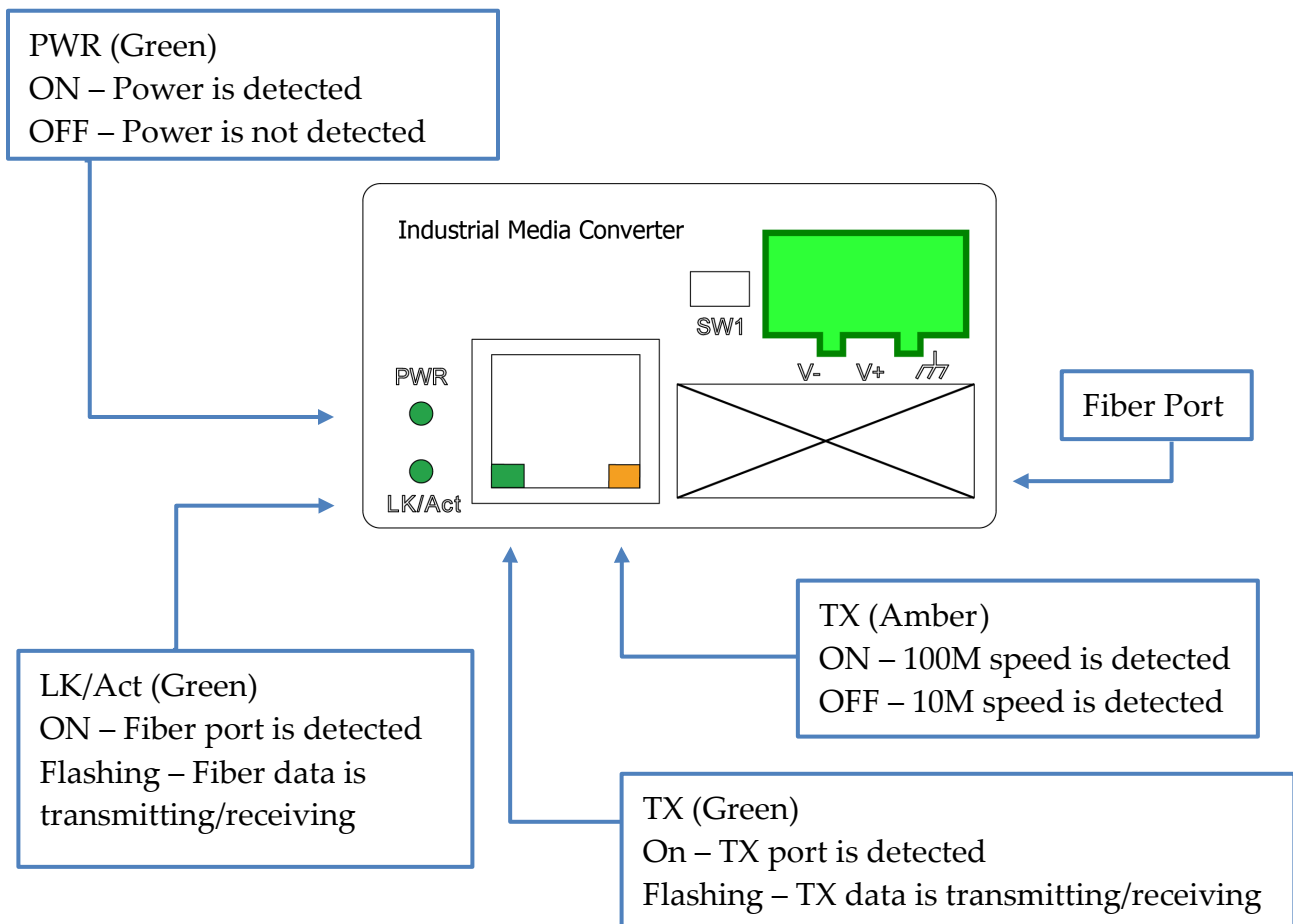 PWR (Green)
ON – Power is detected
OFF – Power is not detected
Industrial Media Converter
SW1
V- V+
PWR
LK/Act
Fiber Port
TX (Amber)
ON – 100M speed is detected
OFF – 10M speed is detected
LK/Act (Green)
ON – Fiber port is detected
Flashing – Fiber data is
transmitting/receiving
TX (Green)
On – TX port is detected
Flashing – TX data is transmitting/receiving